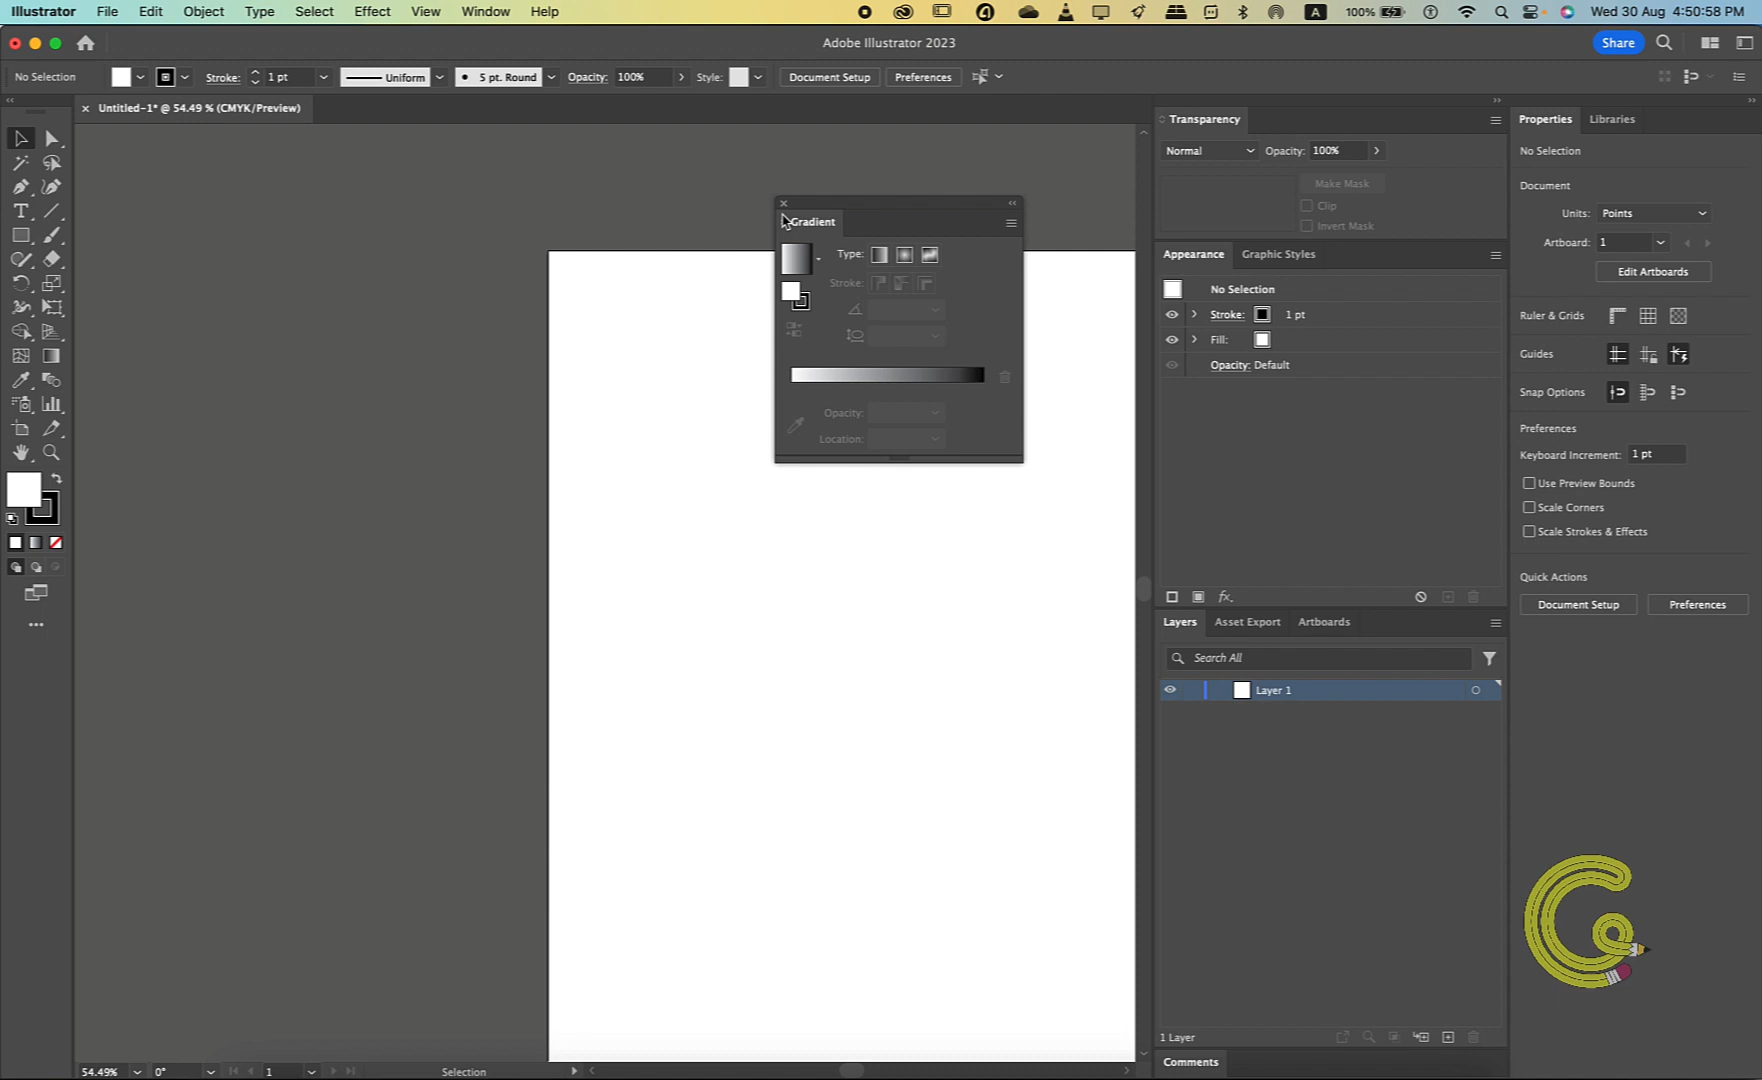 Illustrator File Edit Object Type Select Effect View Window Help A 100% Wed 30 Aug 4:50:58 PM
Adobe Illustrator 2023 Share
No Selection Stroke: 1 pt Uniform 5 pt. Round Opacity: 100% Style: Document Setup Preferences
Untitled-1* @ 54.49 % (CMYK/Preview)
Gradient
Type:
Stroke:
Opacity:
Location:
Transparency
Normal Opacity: 100%
Make Mask
Clip
Invert Mask
Appearance Graphic Styles
No Selection
Stroke: 1 pt
Fill:
Opacity: Default
Layers Asset Export Artboards
Search All
Layer 1
1 Layer
Comments
Properties Libraries
No Selection
Document
Units: Points
Artboard: 1
Edit Artboards
Ruler & Grids
Guides
Snap Options
Preferences
Keyboard Increment: 1 pt
Use Preview Bounds
Scale Corners
Scale Strokes & Effects
Quick Actions
Document Setup Preferences
54.49% 0° 1 Selection